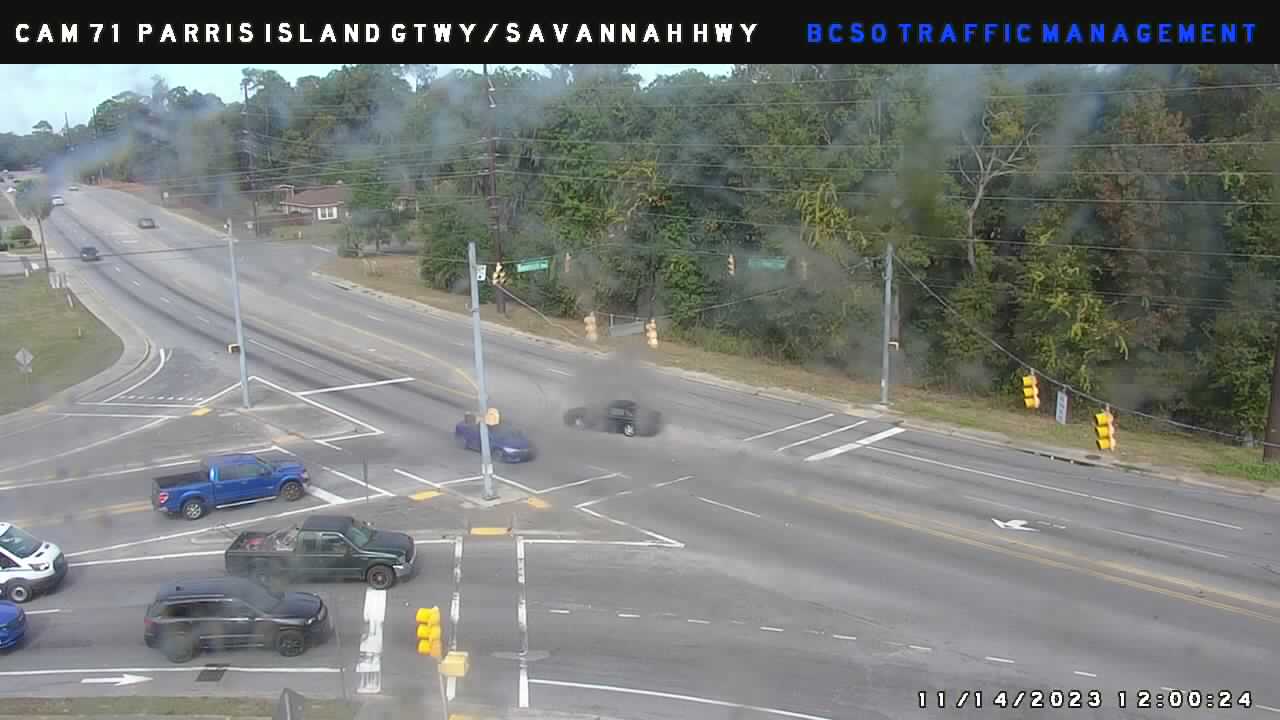 CAM 71 PARRIS ISLAND GTWY/SAVANNAH HWY BCSO TRAFFIC MANAGEMENT
11/14/2023 12:00:24